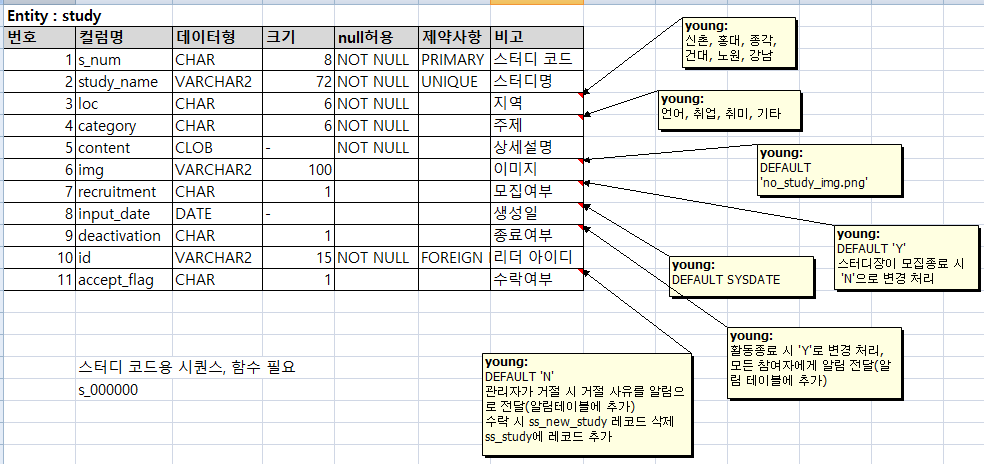 Entity : study
번호 컬럼명 데이터형 크기 null허용 제약사항 비고
1 s_num CHAR 8 NOT NULL PRIMARY 스터디 코드
2 study_name VARCHAR2 72 NOT NULL UNIQUE 스터디명
3 loc CHAR 6 NOT NULL 지역
4 category CHAR 6 NOT NULL 주제
5 content CLOB - NOT NULL 상세설명
6 img VARCHAR2 100 이미지
7 recruitment CHAR 1 모집여부
8 input_date DATE - 생성일
9 deactivation CHAR 1 종료여부
10 id VARCHAR2 15 NOT NULL FOREIGN 리더 아이디
11 accept_flag CHAR 1 수락여부
스터디 코드용 시퀀스, 함수 필요
s_000000
young:
신촌, 홍대, 종각,
건대, 노원, 강남
young:
언어, 취업, 취미, 기타
young:
DEFAULT
'no_study_img.png'
young:
DEFAULT 'Y'
스터디장이 모집종료 시
'N'으로 변경 처리
young:
DEFAULT SYSDATE
young:
활동종료 시 'Y'로 변경 처리,
모든 참여자에게 알림 전달(알
림 테이블에 추가)
young:
DEFAULT 'N'
관리자가 거절 시 거절 사유를 알림으
로 전달(알림테이블에 추가)
수락 시 ss_new_study 레코드 삭제
ss_study에 레코드 추가